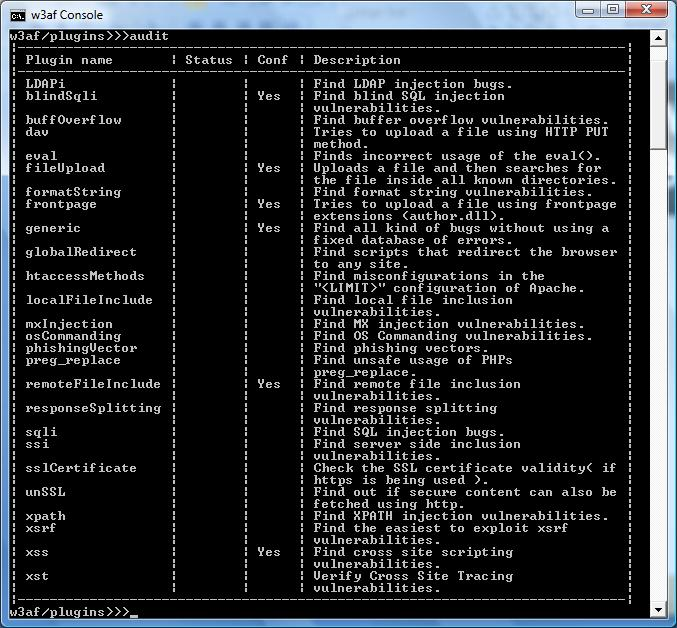 w3af Console
w3af/plugins>>>audit
| Plugin name | Status | Conf | Description |
| LDAPi | | | Find LDAP injection bugs. |
| blindSqli | | Yes | Find blind SQL injection |
| | | | vulnerabilities. |
| buffOverflow | | | Find buffer overflow vulnerabilities. |
| dav | | | Tries to upload a file using HTTP PUT |
| | | | method. |
| eval | | | Finds incorrect usage of the eval(). |
| fileUpload | | Yes | Uploads a file and then searches for |
| | | | the file inside all known directories. |
| formatString | | | Find format string vulnerabilities. |
| frontpage | | Yes | Tries to upload a file using frontpage |
| | | | extensions (author.dll). |
| generic | | Yes | Find all kind of bugs without using a |
| | | | fixed database of errors. |
| globalRedirect | | | Find scripts that redirect the browser |
| | | | to any site. |
| htaccessMethods | | | Find misconfigurations in the |
| | | | "<LIMIT>" configuration of Apache. |
| localFileInclude | | | Find local file inclusion |
| | | | vulnerabilities. |
| mxInjection | | | Find MX injection vulnerabilities. |
| osCommanding | | | Find OS Commanding vulnerabilities. |
| phishingVector | | | Find phishing vectors. |
| preg_replace | | | Find unsafe usage of PHPs |
| | | | preg_replace. |
| remoteFileInclude | | Yes | Find remote file inclusion |
| | | | vulnerabilities. |
| responseSplitting | | | Find response splitting |
| | | | vulnerabilities. |
| sqli | | | Find SQL injection bugs. |
| ssi | | | Find server side inclusion |
| | | | vulnerabilities. |
| sslCertificate | | | Check the SSL certificate validity( if |
| | | | https is being used ). |
| unSSL | | | Find out if secure content can also be |
| | | | fetched using http. |
| xpath | | | Find XPATH injection vulnerabilities. |
| xsrf | | | Find the easiest to exploit xsrf |
| | | | vulnerabilities. |
| xss | | Yes | Find cross site scripting |
| | | | vulnerabilities. |
| xst | | | Verify Cross Site Tracing |
| | | | vulnerabilities. |
w3af/plugins>>>_